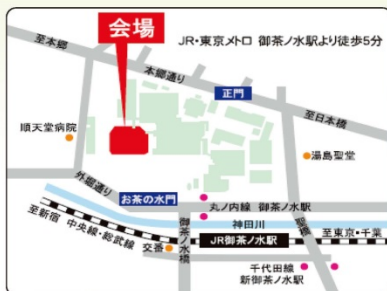 会場
JR・東京メトロ 御茶ノ水駅より徒歩5分
至本郷
本郷通り
正門
至日本橋
順天堂病院
湯島聖堂
外堀通り
お茶の水門
丸ノ内線 御茶ノ水駅
神田川
至新宿
中央線・総武線
御茶ノ水橋
JR御茶ノ水駅
聖橋
至東京・千葉
交番
千代田線
新御茶ノ水駅